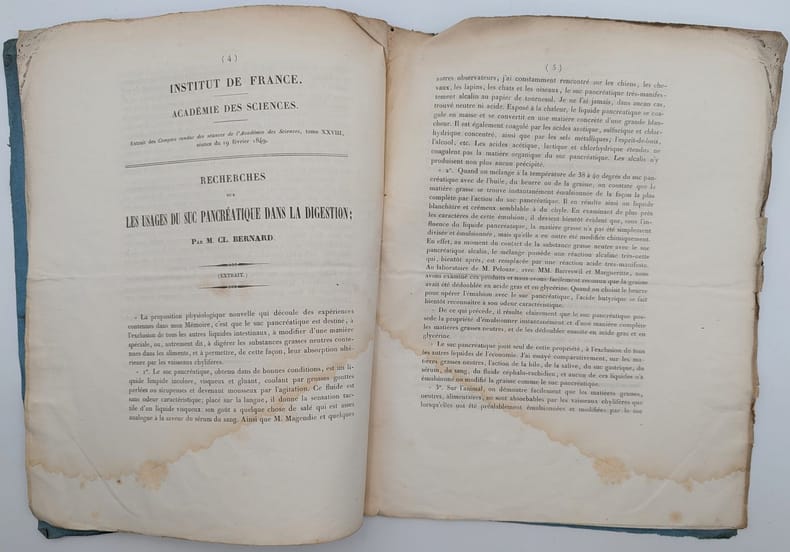 ( 4 )
INSTITUT DE FRANCE.
ACADÉMIE DES SCIENCES.
Extrait des Comptes rendus des séances de l'Académie des Sciences, tome XXVIII,
séance du 19 février 1849.
RECHERCHES
SUR
LES USAGES DU SUC PANCRÉATIQUE DANS LA DIGESTION;
PAR M. CL. BERNARD.
(EXTRAIT.)
« La proposition physiologique nouvelle qui découle des expériences
contenues dans mon Mémoire, c'est que le suc pancréatique est destiné, à
l'exclusion de tous les autres liquides intestinaux, à modifier d'une manière
spéciale, ou, autrement dit, à digérer les substances grasses neutres conte-
nues dans les aliments, et à permettre, de cette façon, leur absorption ulté-
rieure par les vaisseaux chylifères.
» 1°. Le suc pancréatique, obtenu dans de bonnes conditions, est un li-
quide limpide incolore, visqueux et gluant, coulant par grosses gouttes
perlées ou sirupeuses et devenant mousseux par l'agitation. Ce fluide est
sans odeur caractéristique; placé sur la langue, il donne la sensation tac-
tile d'un liquide visqueux: son goût a quelque chose de salé qui est assez
analogue à la saveur du sérum du sang. Ainsi que M. Magendie et quelques
( 5 )
autres observateurs, j'ai constamment rencontré sur les chiens, les che-
vaux, les lapins, les chats et les oiseaux, le suc pancréatique très-manifes-
tement alcalin au papier de tournesol. Je ne l'ai jamais, dans aucun cas,
trouvé neutre ni acide. Exposé à la chaleur, le liquide pancréatique se coa-
gule en masse et se convertit en une matière concrète d'une grande blan-
cheur. Il est également coagulé par les acides azotique, sulfurique et chlor-
hydrique concentré, ainsi que par les sels métalliques; l'esprit-de-bois,
l'alcool, etc. Les acides acétique, lactique et chlorhydrique étendus ne
coagulent pas la matière organique du suc pancréatique. Les alcalis n'y
produisent non plus aucun précipité.
» 2°. Quand on mélange à la température de 38 à 40 degrés du suc pan-
créatique avec de l'huile, du beurre ou de la graisse, on constate que la
matière grasse se trouve instantanément émulsionnée de la façon la plus
complète par l'action du suc pancréatique. Il en résulte ainsi un liquide
blanchâtre et crémeux semblable à du chyle. En examinant de plus près
les caractères de cette émulsion, il devient bientôt évident que, sous l'in-
fluence du liquide pancréatique, la matière grasse n'a pas été simplement
divisée et émulsionnée, mais qu'elle a en outre été modifiée chimiquement.
En effet, au moment du contact de la substance grasse neutre avec le suc
pancréatique alcalin, le mélange possède une réaction alcaline très-nette
qui, bientôt après, est remplacée par une réaction acide très-manifeste.
Au laboratoire de M. Pelouze, avec MM. Barreswil et Margueritte, nous
avons examiné ces produits et nous avons facilement reconnu que la graisse
avait été dédoublée en acide gras et en glycérine. Quand on choisit le beurre
pour opérer l'émulsion avec le suc pancréatique, l'acide butyrique se fait
bientôt reconnaître à son odeur caractéristique.
» De ce qui précède, il résulte clairement que le suc pancréatique pos-
sède la propriété d'émulsionner instantanément et d'une manière complète
les matières grasses neutres, et de les dédoubler ensuite en acide gras et en
glycérine.
» Le suc pancréatique jouit seul de cette propriété, à l'exclusion de tous
les autres liquides de l'économie. J'ai essayé comparativement, sur les ma-
tières grasses neutres, l'action de la bile, de la salive, du suc gastrique, du
sérum, du sang, du fluide céphalo-rachidien, et aucun de ces liquides n'a
émulsionné ou modifié la graisse comme le suc pancréatique.
» 3°. Sur l'animal, on démontre facilement que les matières grasses,
neutres, alimentaires, ne sont absorbables par les vaisseaux chylifères que
lorsqu'elles ont été préalablement émulsionnées et modifiées par le suc